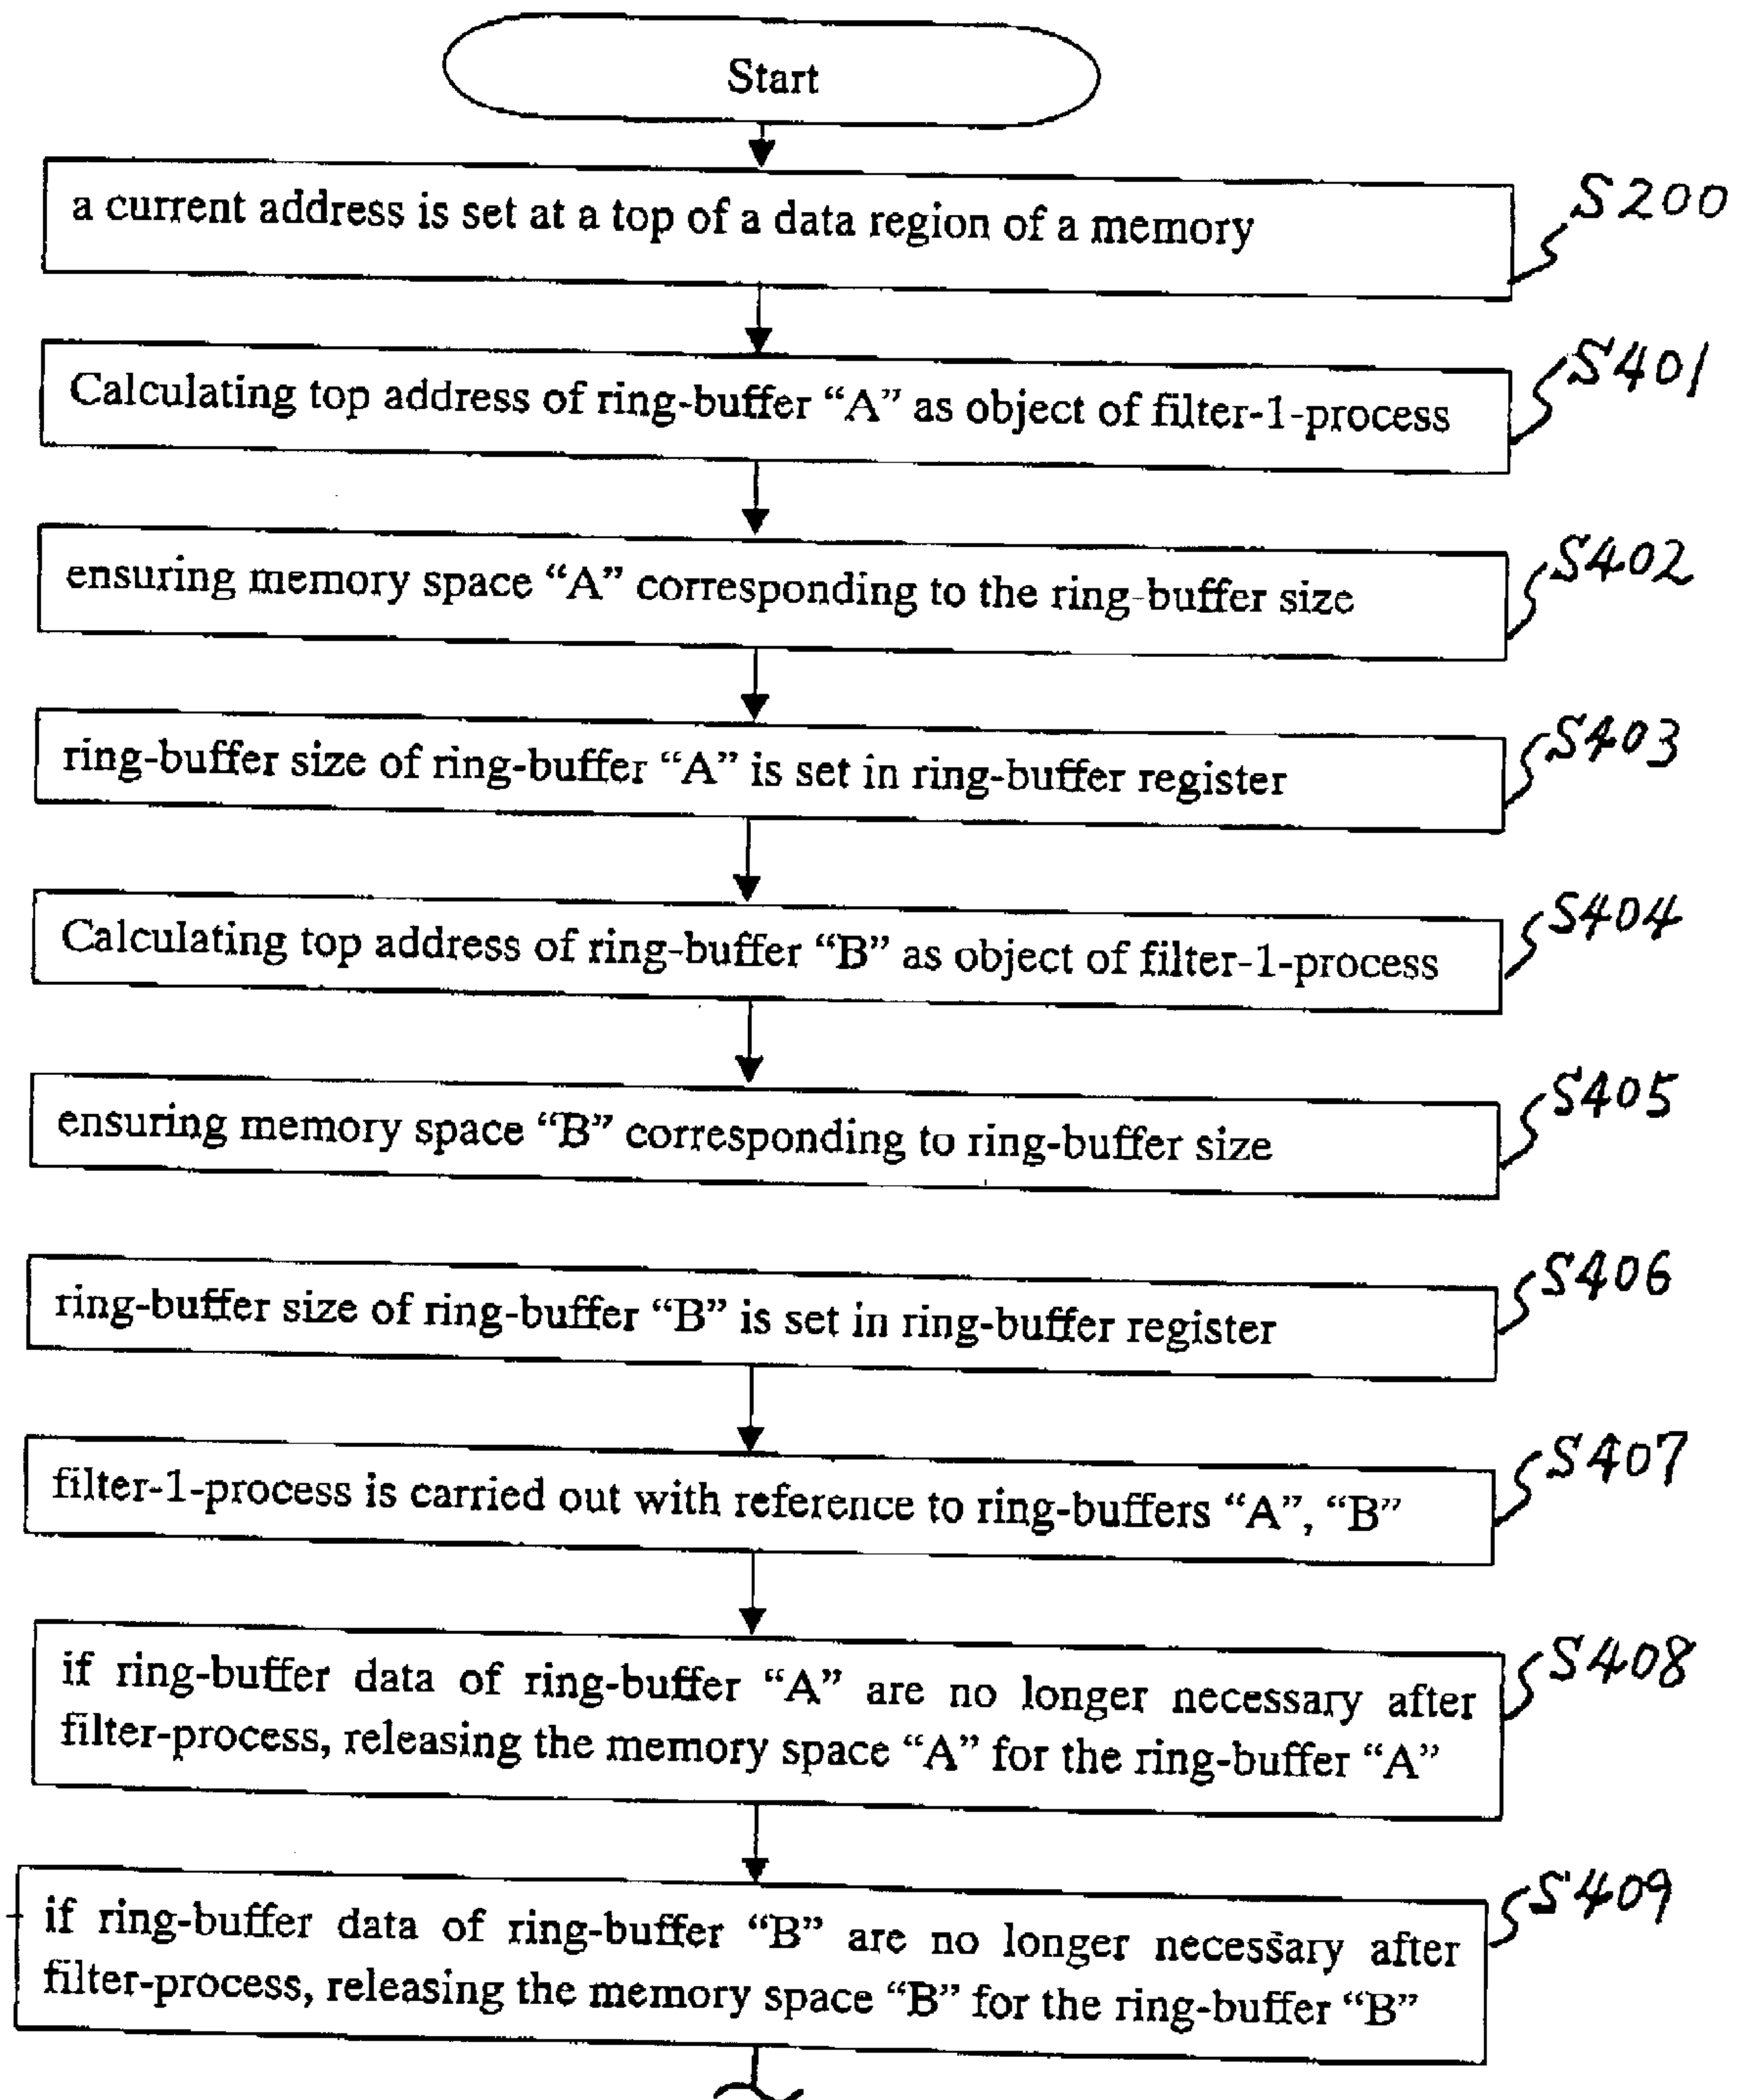 Start
a current address is set at a top of a data region of a memory
S200
Calculating top address of ring-buffer “A” as object of filter-1-process
S401
ensuring memory space “A” corresponding to the ring-buffer size
S402
ring-buffer size of ring-buffer “A” is set in ring-buffer register
S403
Calculating top address of ring-buffer “B” as object of filter-1-process
S404
ensuring memory space “B” corresponding to ring-buffer size
S405
ring-buffer size of ring-buffer “B” is set in ring-buffer register
S406
filter-1-process is carried out with reference to ring-buffers “A”, “B”
S407
if ring-buffer data of ring-buffer “A” are no longer necessary after
filter-process, releasing the memory space “A” for the ring-buffer “A”
S408
if ring-buffer data of ring-buffer “B” are no longer necessary after
filter-process, releasing the memory space “B” for the ring-buffer “B”
S409